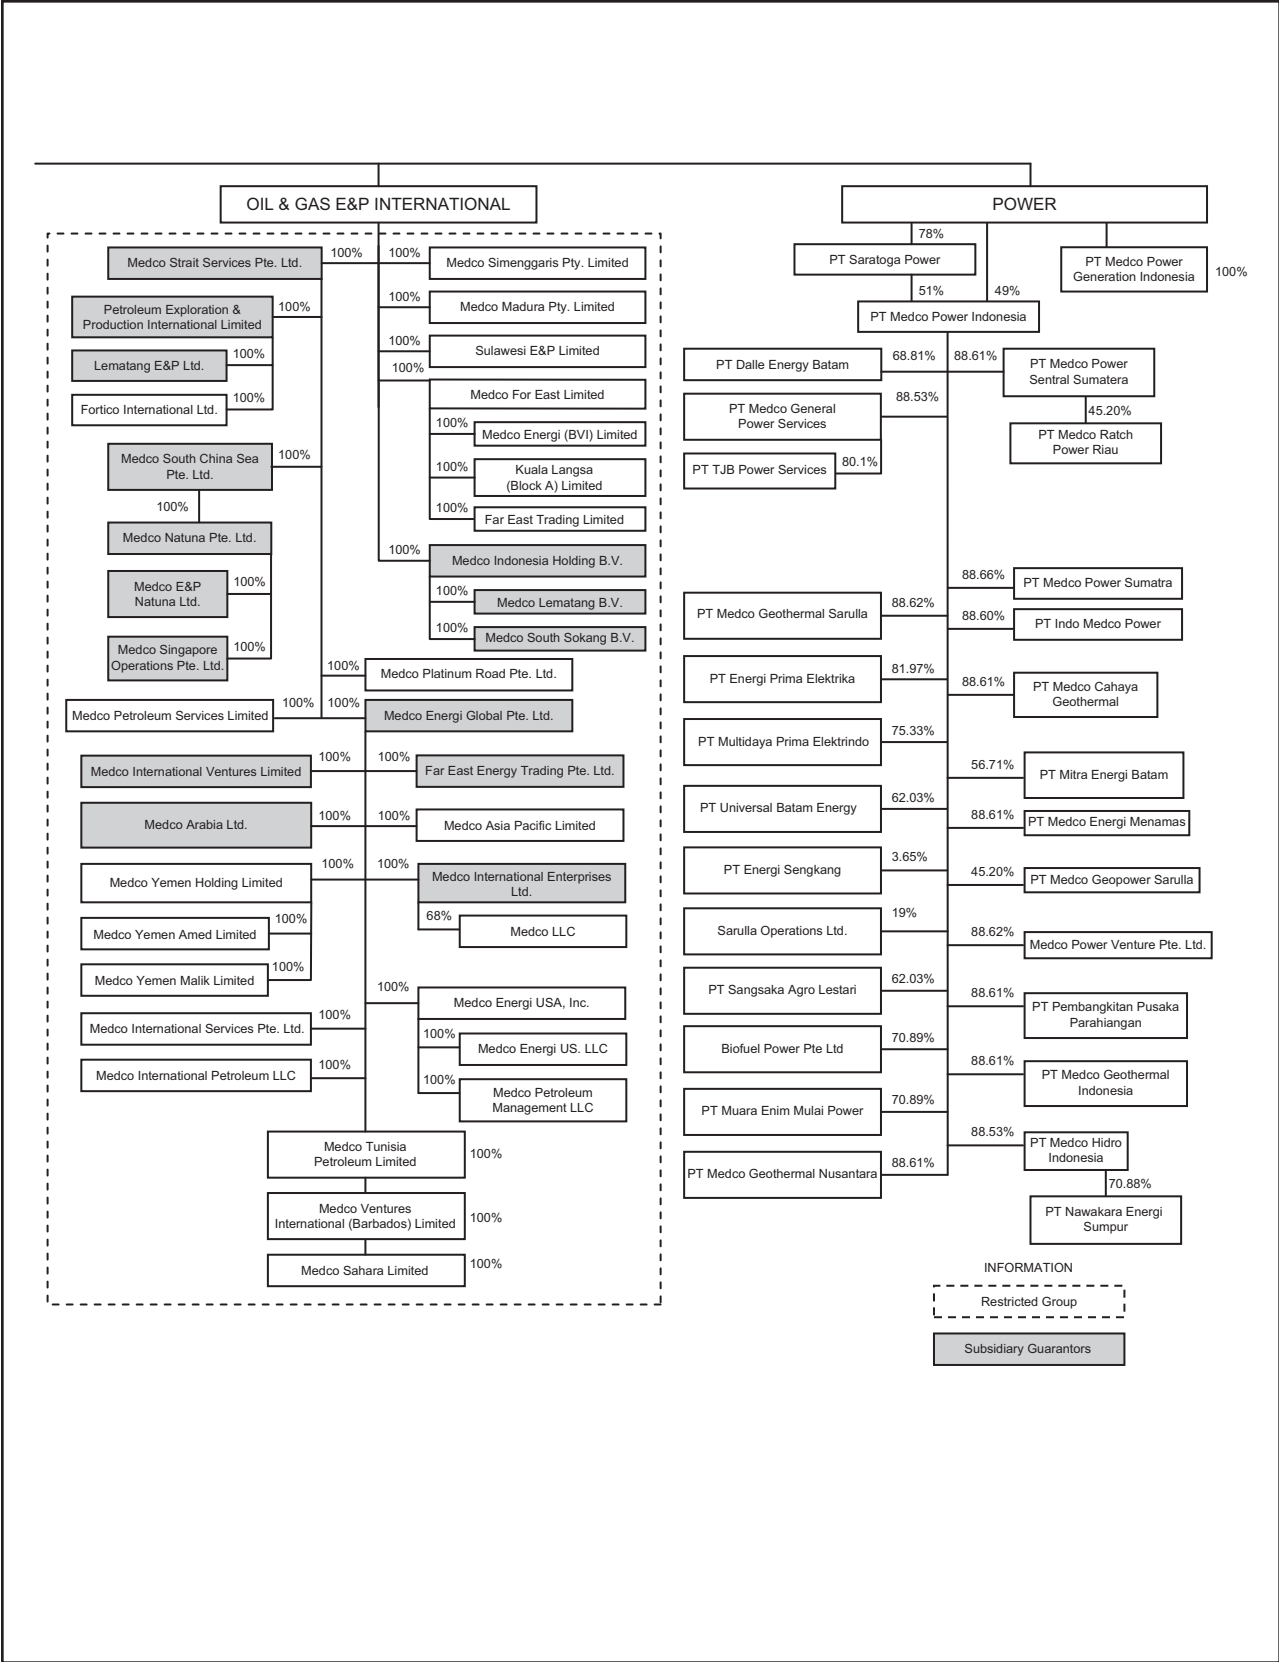 OIL & GAS E&P INTERNATIONAL
100%
Medco Strait Services Pte. Ltd.
100%
Medco Simenggaris Pty. Limited
Petroleum Exploration &
Production International Limited
100%
Lematang E&P Ltd.
100%
Fortico International Ltd.
100%
100%
Medco Madura Pty. Limited
Sulawesi E&P Limited
100%
100%
Medco For East Limited
100%
Medco Energi (BVI) Limited
100%
Kuala Langsa
(Block A) Limited
100%
Far East Trading Limited
Medco South China Sea
Pte. Ltd.
100%
100%
Medco Natuna Pte. Ltd.
Medco E&P
Natuna Ltd.
100%
Medco Singapore
Operations Pte. Ltd.
100%
100%
Medco Indonesia Holding B.V.
100%
Medco Lematang B.V.
100%
Medco South Sokang B.V.
100%
Medco Platinum Road Pte. Ltd.
Medco Petroleum Services Limited
100%
100%
Medco Energi Global Pte. Ltd.
Medco International Ventures Limited
100%
100%
Far East Energy Trading Pte. Ltd.
Medco Arabia Ltd.
100%
100%
Medco Asia Pacific Limited
Medco Yemen Holding Limited
100%
100%
Medco International Enterprises
Ltd.
68%
Medco LLC
Medco Yemen Amed Limited
100%
Medco Yemen Malik Limited
100%
100%
Medco Energi USA, Inc.
100%
Medco Energi US. LLC
100%
Medco Petroleum
Management LLC
Medco International Services Pte. Ltd.
100%
Medco International Petroleum LLC
100%
Medco Tunisia
Petroleum Limited
100%
Medco Ventures
International (Barbados) Limited
100%
Medco Sahara Limited
100%
POWER
78%
PT Saratoga Power
51%
49%
PT Medco Power
Generation Indonesia
100%
PT Medco Power Indonesia
PT Dalle Energy Batam
68.81%
88.61%
PT Medco Power
Sentral Sumatera
45.20%
PT Medco Ratch
Power Riau
88.53%
PT Medco General
Power Services
PT TJB Power Services
80.1%
88.66%
PT Medco Power Sumatra
PT Medco Geothermal Sarulla
88.62%
88.60%
PT Indo Medco Power
PT Energi Prima Elektrika
81.97%
88.61%
PT Medco Cahaya
Geothermal
PT Multidaya Prima Elektrindo
75.33%
56.71%
PT Mitra Energi Batam
PT Universal Batam Energy
62.03%
88.61%
PT Medco Energi Menamas
PT Energi Sengkang
3.65%
45.20%
PT Medco Geopower Sarulla
Sarulla Operations Ltd.
19%
88.62%
Medco Power Venture Pte. Ltd.
PT Sangsaka Agro Lestari
62.03%
88.61%
PT Pembangkitan Pusaka
Parahiangan
Biofuel Power Pte Ltd
70.89%
88.61%
PT Medco Geothermal
Indonesia
PT Muara Enim Mulai Power
70.89%
88.53%
PT Medco Hidro
Indonesia
PT Medco Geothermal Nusantara
88.61%
70.88%
PT Nawakara Energi
Sumpur
INFORMATION
Restricted Group
Subsidiary Guarantors